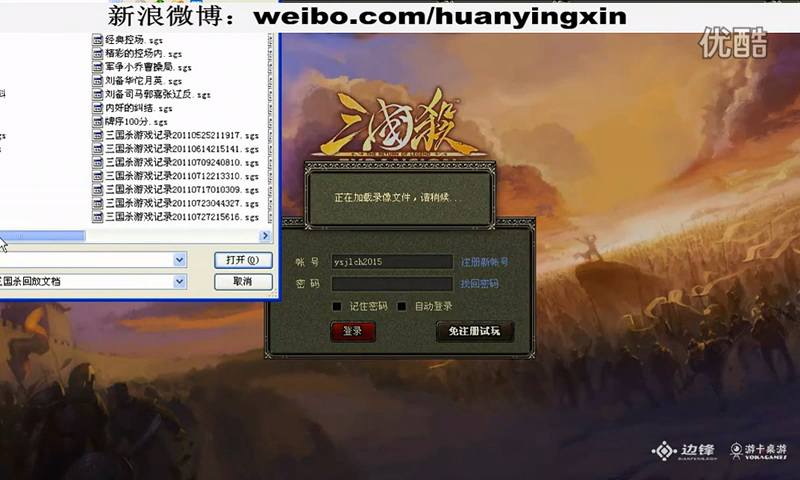 新浪微博：weibo.com/huanyingxin
优酷
经典控场.sgs
精彩的控场内.sgs
军争小乔曹操局.sgs
刘备华佗月英.sgs
刘备司马郭嘉张辽反.sgs
内奸的纠结.sgs
牌序100分.sgs
三国杀游戏记录20110525211917.sgs
三国杀游戏记录20110614215141.sgs
三国杀游戏记录20110709240810.sgs
三国杀游戏记录20110712213310.sgs
三国杀游戏记录20110717010309.sgs
三国杀游戏记录20110723044327.sgs
三国杀游戏记录20110727215616.sgs
打开(O)
三国杀回放文档
取消
三國殺
THE RETURN OF LEGEND
正在加载录像文件，请稍候...
帐 号
ysjlch2015
注册新帐号
密 码
找回密码
记住密码
自动登录
登录
免注册试玩
边锋
BIANFENG.COM
游卡桌游
YOKAGAMES